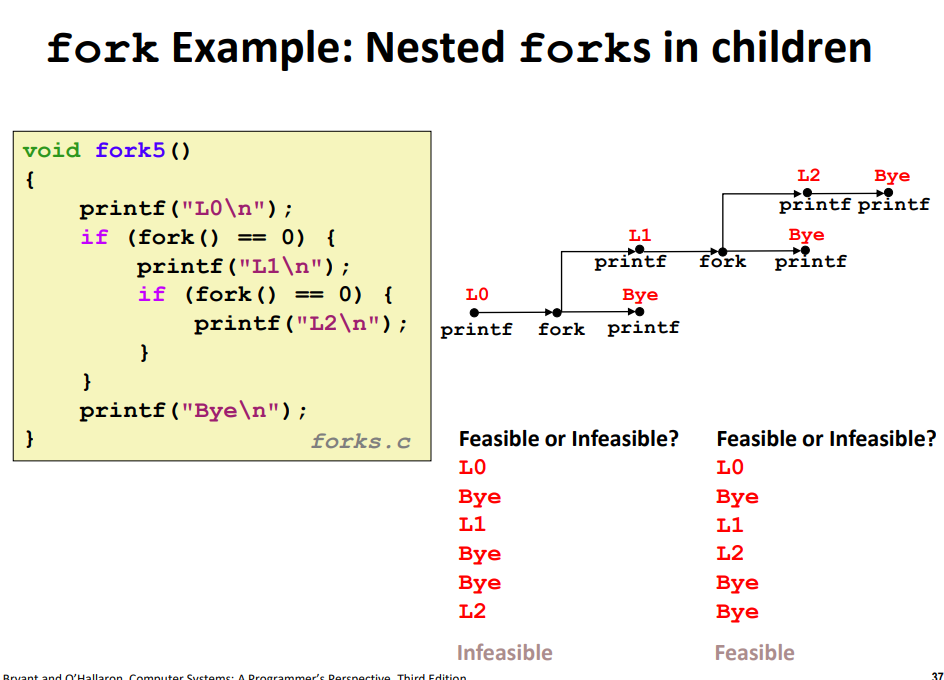 fork Example: Nested forks in children
void fork5()
{
    printf("L0\n");
    if (fork() == 0) {
        printf("L1\n");
        if (fork() == 0) {
            printf("L2\n");
        }
    }
    printf("Bye\n");
}
forks.c
L2 Bye
printf printf
L1 Bye
printf fork printf
L0 Bye
printf fork printf
Feasible or Infeasible?
L0
Bye
L1
Bye
Bye
L2
Infeasible
Feasible or Infeasible?
L0
Bye
L1
L2
Bye
Bye
Feasible
Bryant and O'Hallaron, Computer Systems: A Programmer's Perspective, Third Edition
37